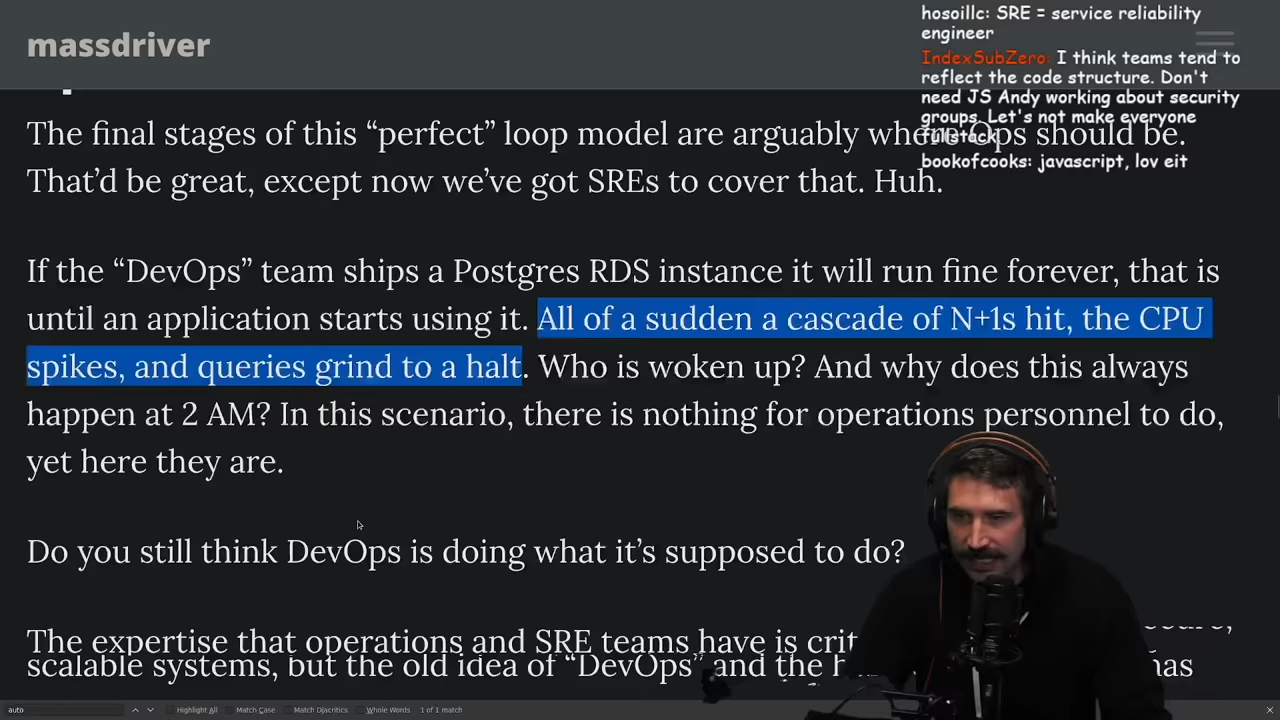 massdriver
hosoillc: SRE = service reliability
engineer
IndexSubZero: I think teams tend to
reflect the code structure. Don't
need JS Andy working about security
groups. Let's not make everyone
fullstack
bookofcooks: javascript, lov eit
The final stages of this “perfect” loop model are arguably where Ops should be.
That’d be great, except now we’ve got SREs to cover that. Huh.
If the “DevOps” team ships a Postgres RDS instance it will run fine forever, that is
until an application starts using it. All of a sudden a cascade of N+1s hit, the CPU
spikes, and queries grind to a halt. Who is woken up? And why does this always
happen at 2 AM? In this scenario, there is nothing for operations personnel to do,
yet here they are.
Do you still think DevOps is doing what it’s supposed to do?
The expertise that operations and SRE teams have is
scalable systems, but the old idea of “DevOps” and the has
auto
Highlight All Match Case Match Diacritics Whole Words 1 of 1 match